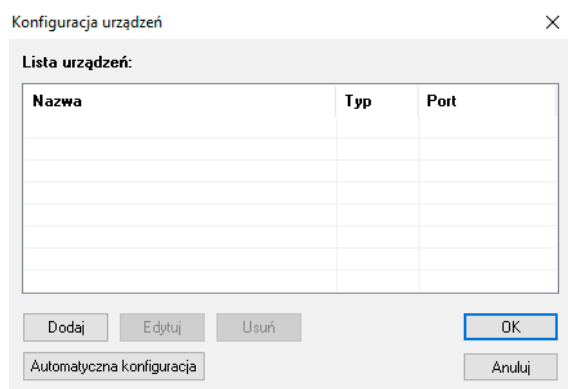 Konfiguracja urządzeń
Lista urządzeń:
Nazwa Typ Port
Dodaj Edytuj Usuń OK
Automatyczna konfiguracja Anuluj